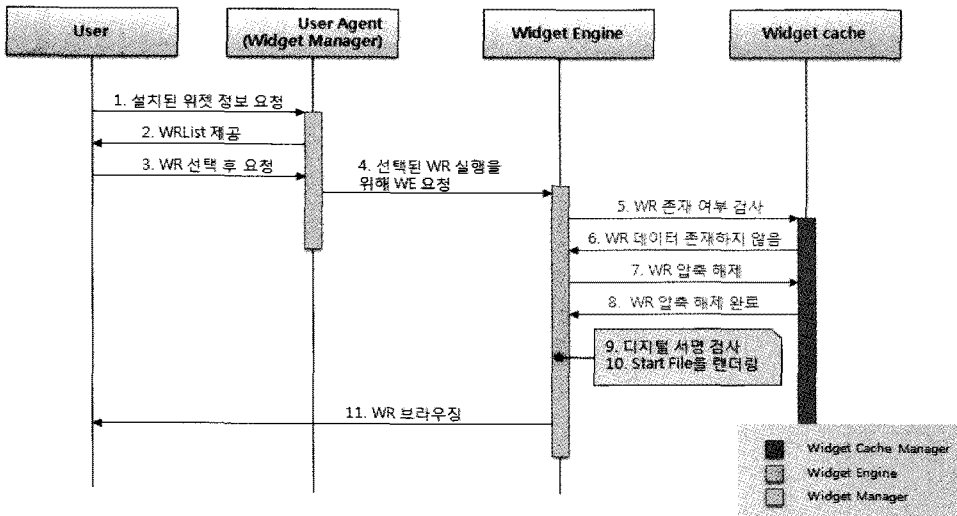 User
User Agent
(Widget Manager)
Widget Engine
Widget cache
1. 설치된 위젯 정보 요청
2. WRList 제공
3. WR 선택 후 요청
4. 선택된 WR 실행을
위해 WE 요청
5. WR 존재 여부 검사
6. WR 데이터 존재하지 않음
7. WR 압축 해제
8. WR 압축 해제 완료
9. 디지털 서명 검사
10. Start File을 랜더링
11. WR 브라우징
Widget Cache Manager
Widget Engine
Widget Manager